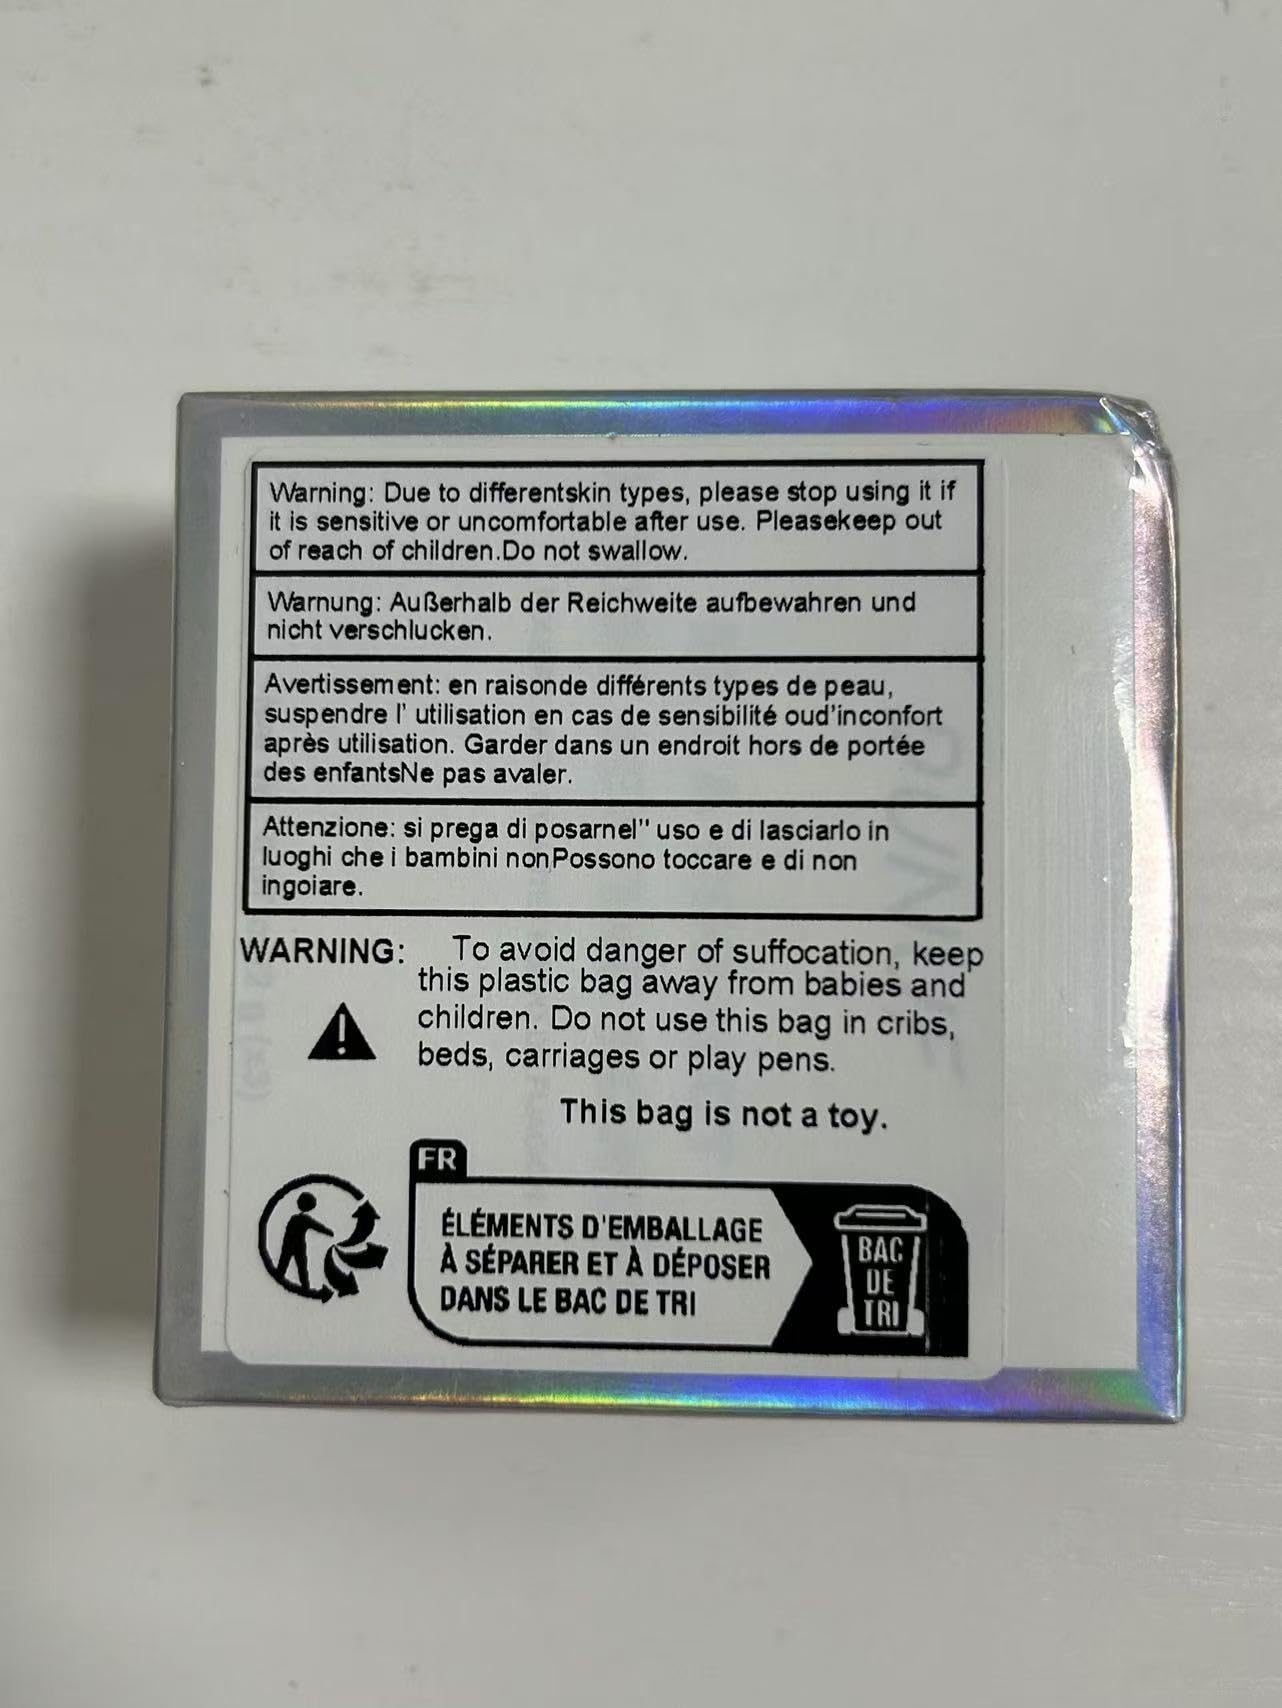 Warning: Due to differentskin types, please stop using it if
it is sensitive or uncomfortable after use. Pleasekeep out
of reach of children.Do not swallow.
Warnung: Außerhalb der Reichweite aufbewahren und
nicht verschlucken.
Avertissement: en raisonde différents types de peau,
suspendre l' utilisation en cas de sensibilité oud'inconfort
après utilisation. Garder dans un endroit hors de portée
des enfantsNe pas avaler.
Attenzione: si prega di posarnel" uso e di lasciarlo in
luoghi che i bambini nonPossono toccare e di non
ingoiare.
WARNING: To avoid danger of suffocation, keep
this plastic bag away from babies and
children. Do not use this bag in cribs,
beds, carriages or play pens.
This bag is not a toy.
FR
ÉLÉMENTS D'EMBALLAGE
À SÉPARER ET À DÉPOSER
DANS LE BAC DE TRI
BAC
DE
TRI